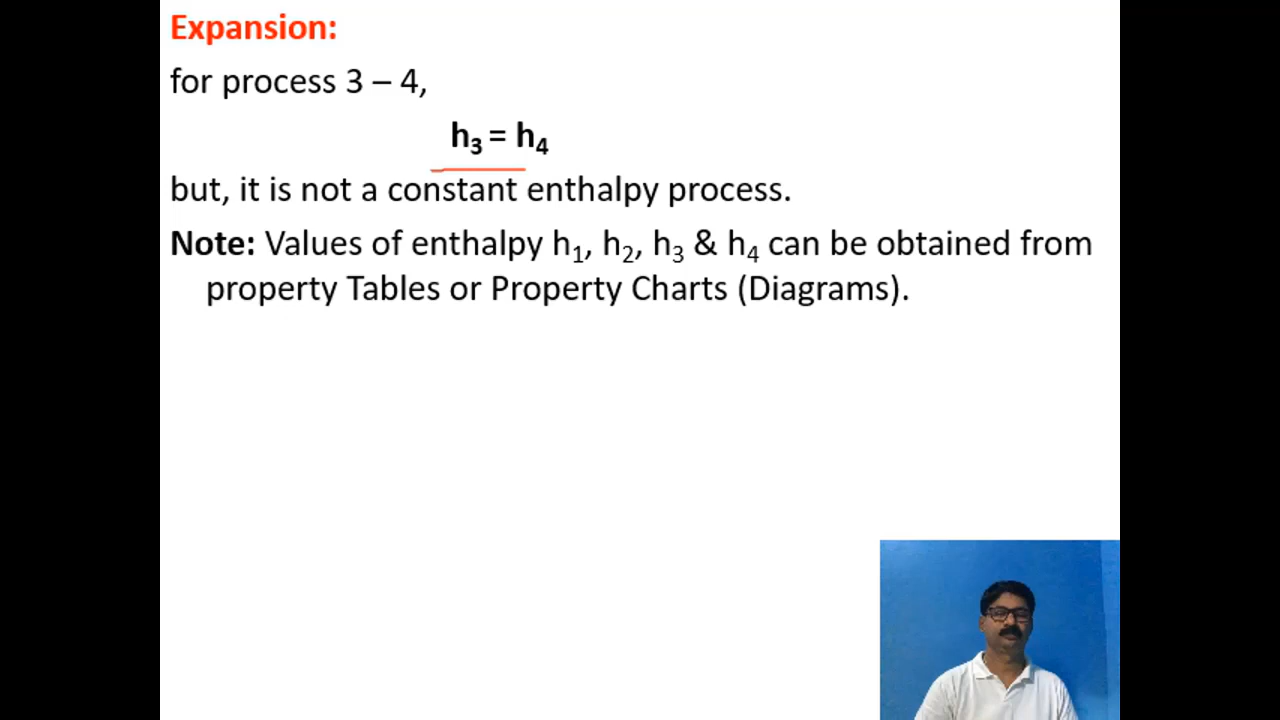 Expansion:
for process 3 – 4,
h₃ = h₄
but, it is not a constant enthalpy process.
Note: Values of enthalpy h₁, h₂, h₃ & h₄ can be obtained from
property Tables or Property Charts (Diagrams).